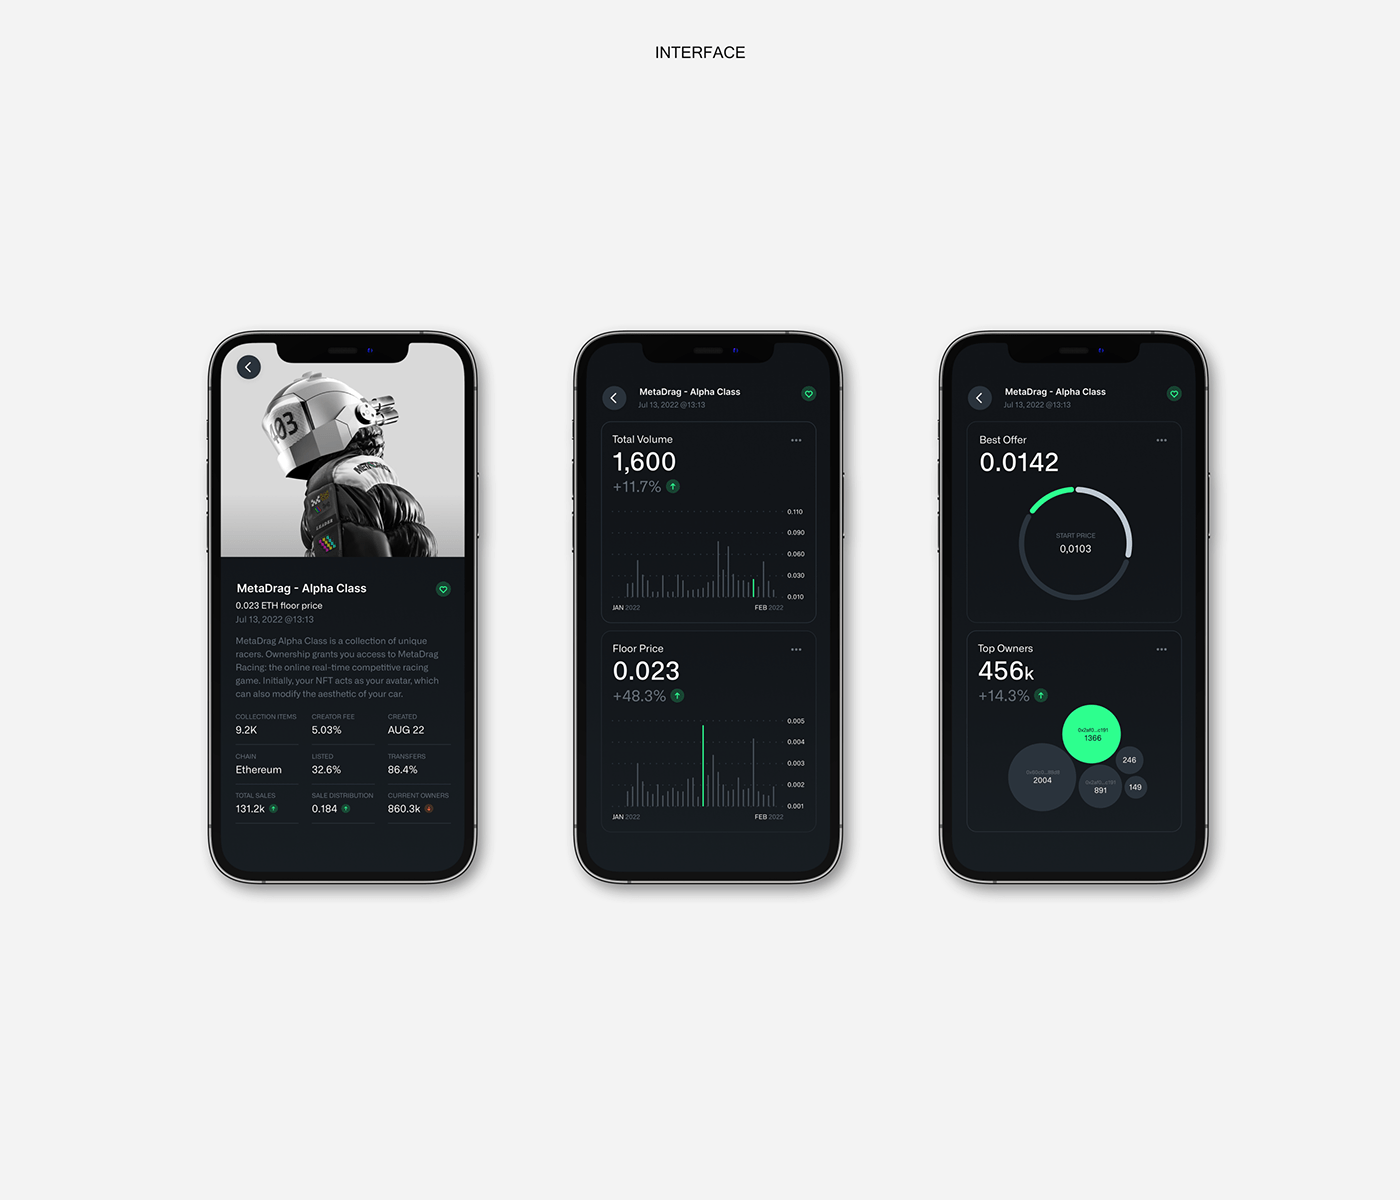 INTERFACE
403
MetaDrag - Alpha Class
0.023 ETH floor price
Jul 13, 2022 @13:13
MetaDrag Alpha Class is a collection of unique
racers. Ownership grants you access to MetaDrag
Racing: the online real-time competitive racing
game. Initially, your NFT acts as your avatar, which
can also modify the aesthetic of your car.
COLLECTION ITEMS CREATOR FEE CREATED
9.2K 5.03% AUG 22
CHAIN LISTED TRANSFERS
Ethereum 32.6% 86.4%
TOTAL SALES SALE DISTRIBUTION CURRENT OWNERS
131.2k 0.184 860.3k
MetaDrag - Alpha Class
Jul 13, 2022 @13:13
Total Volume
1,600
+11.7%
0.110
0.090
0.060
0.030
0.010
JAN 2022 FEB 2022
Floor Price
0.023
+48.3%
0.005
0.004
0.003
0.002
0.001
JAN 2022 FEB 2022
MetaDrag - Alpha Class
Jul 13, 2022 @13:13
Best Offer
0.0142
START PRICE
0,0103
Top Owners
456k
+14.3%
1366
246
2004
891
149